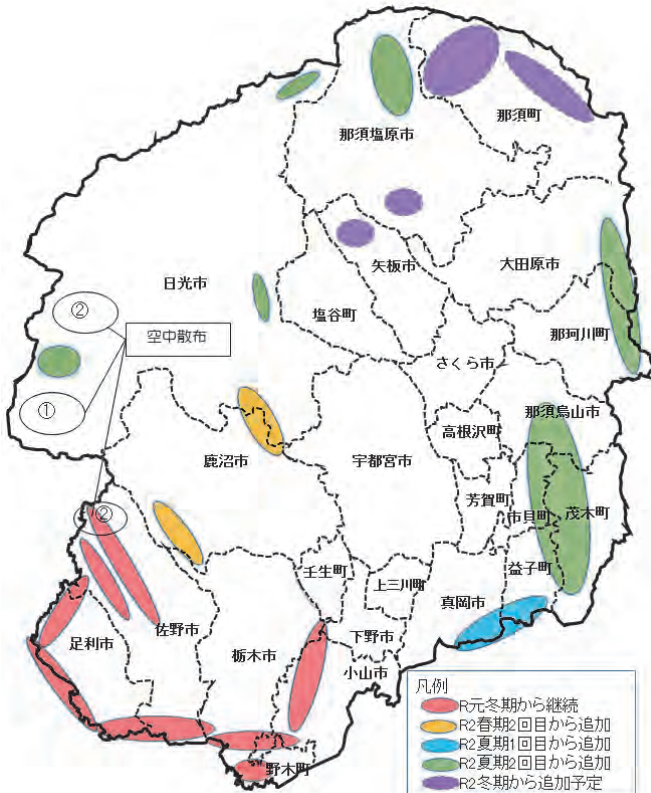 那須町
那須塩原市
大田原市
矢板市
日光市
塩谷町
②
空中散布
那珂川町
さくら市
①
那須烏山市
高根沢町
鹿沼市
宇都宮市
芳賀町
市貝町
茂木町
②
益子町
壬生町
上三川町
真岡市
佐野市
足利市
栃木市
下野市
小山市
野木町
凡例
R元冬期から継続
R2春期2回目から追加
R2夏期1回目から追加
R2夏期2回目から追加
R2冬期から追加予定